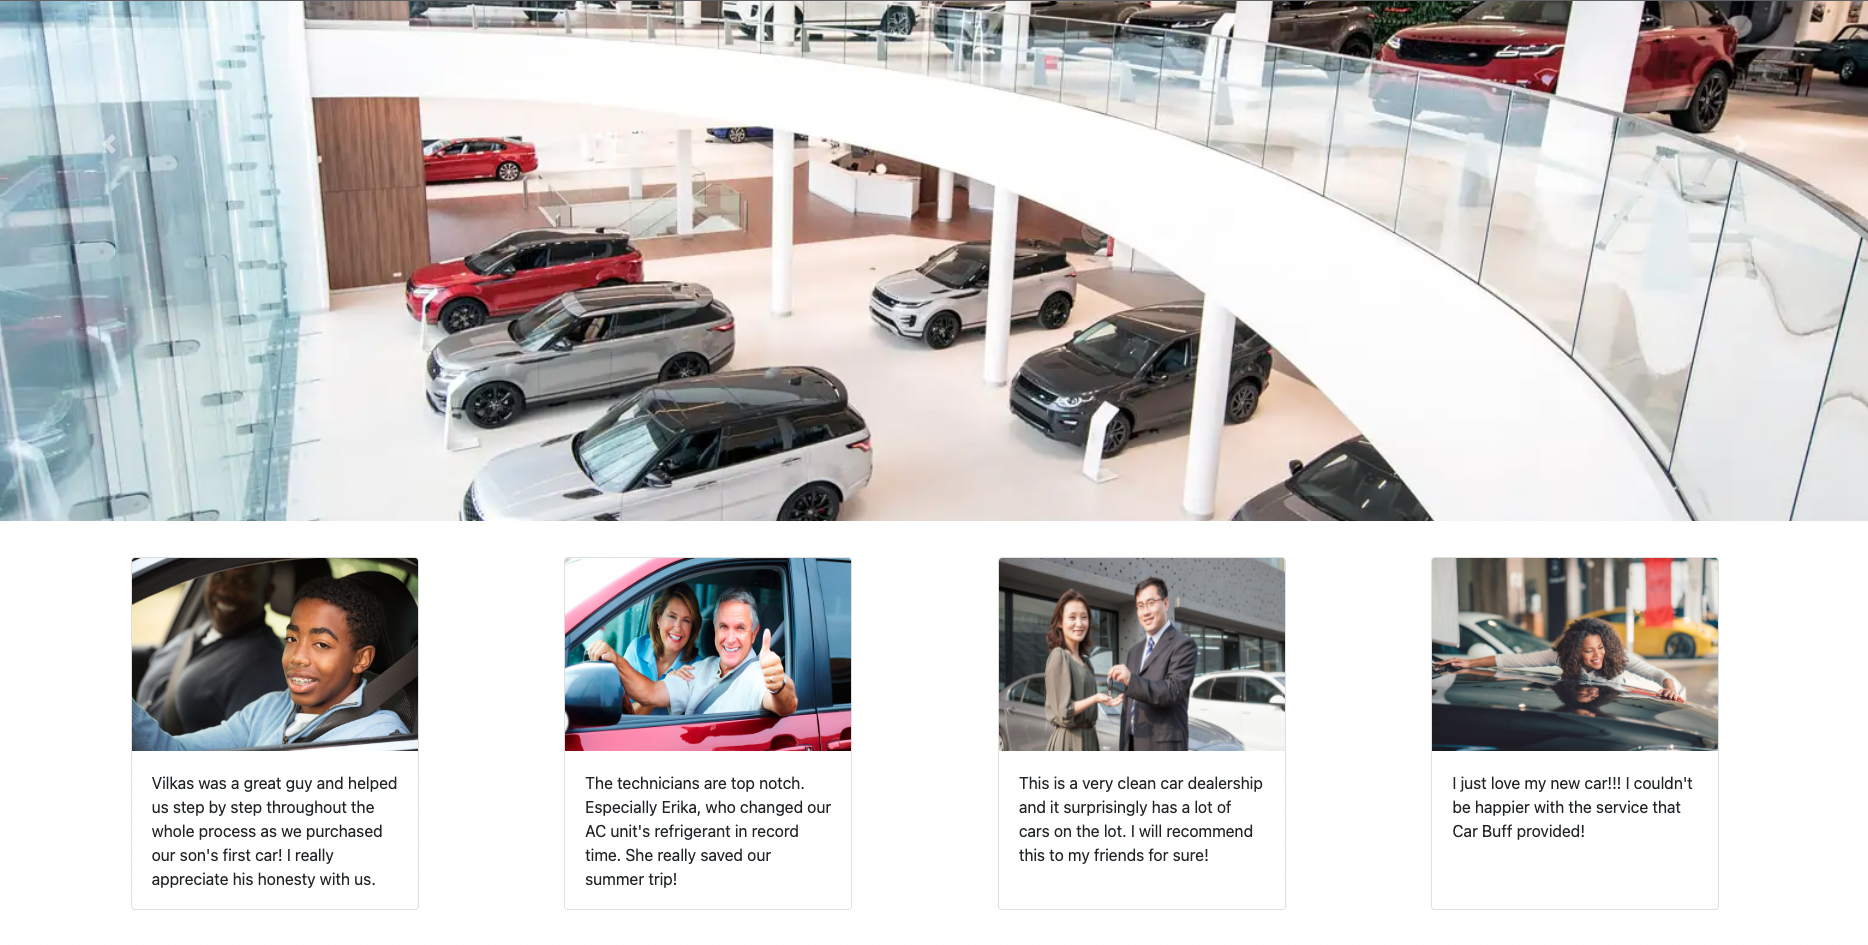 Vilkas was a great guy and helped
us step by step throughout the
whole process as we purchased
our son's first car! I really
appreciate his honesty with us.
The technicians are top notch.
Especially Erika, who changed our
AC unit's refrigerant in record
time. She really saved our
summer trip!
This is a very clean car dealership
and it surprisingly has a lot of
cars on the lot. I will recommend
this to my friends for sure!
I just love my new car!!! I couldn't
be happier with the service that
Car Buff provided!